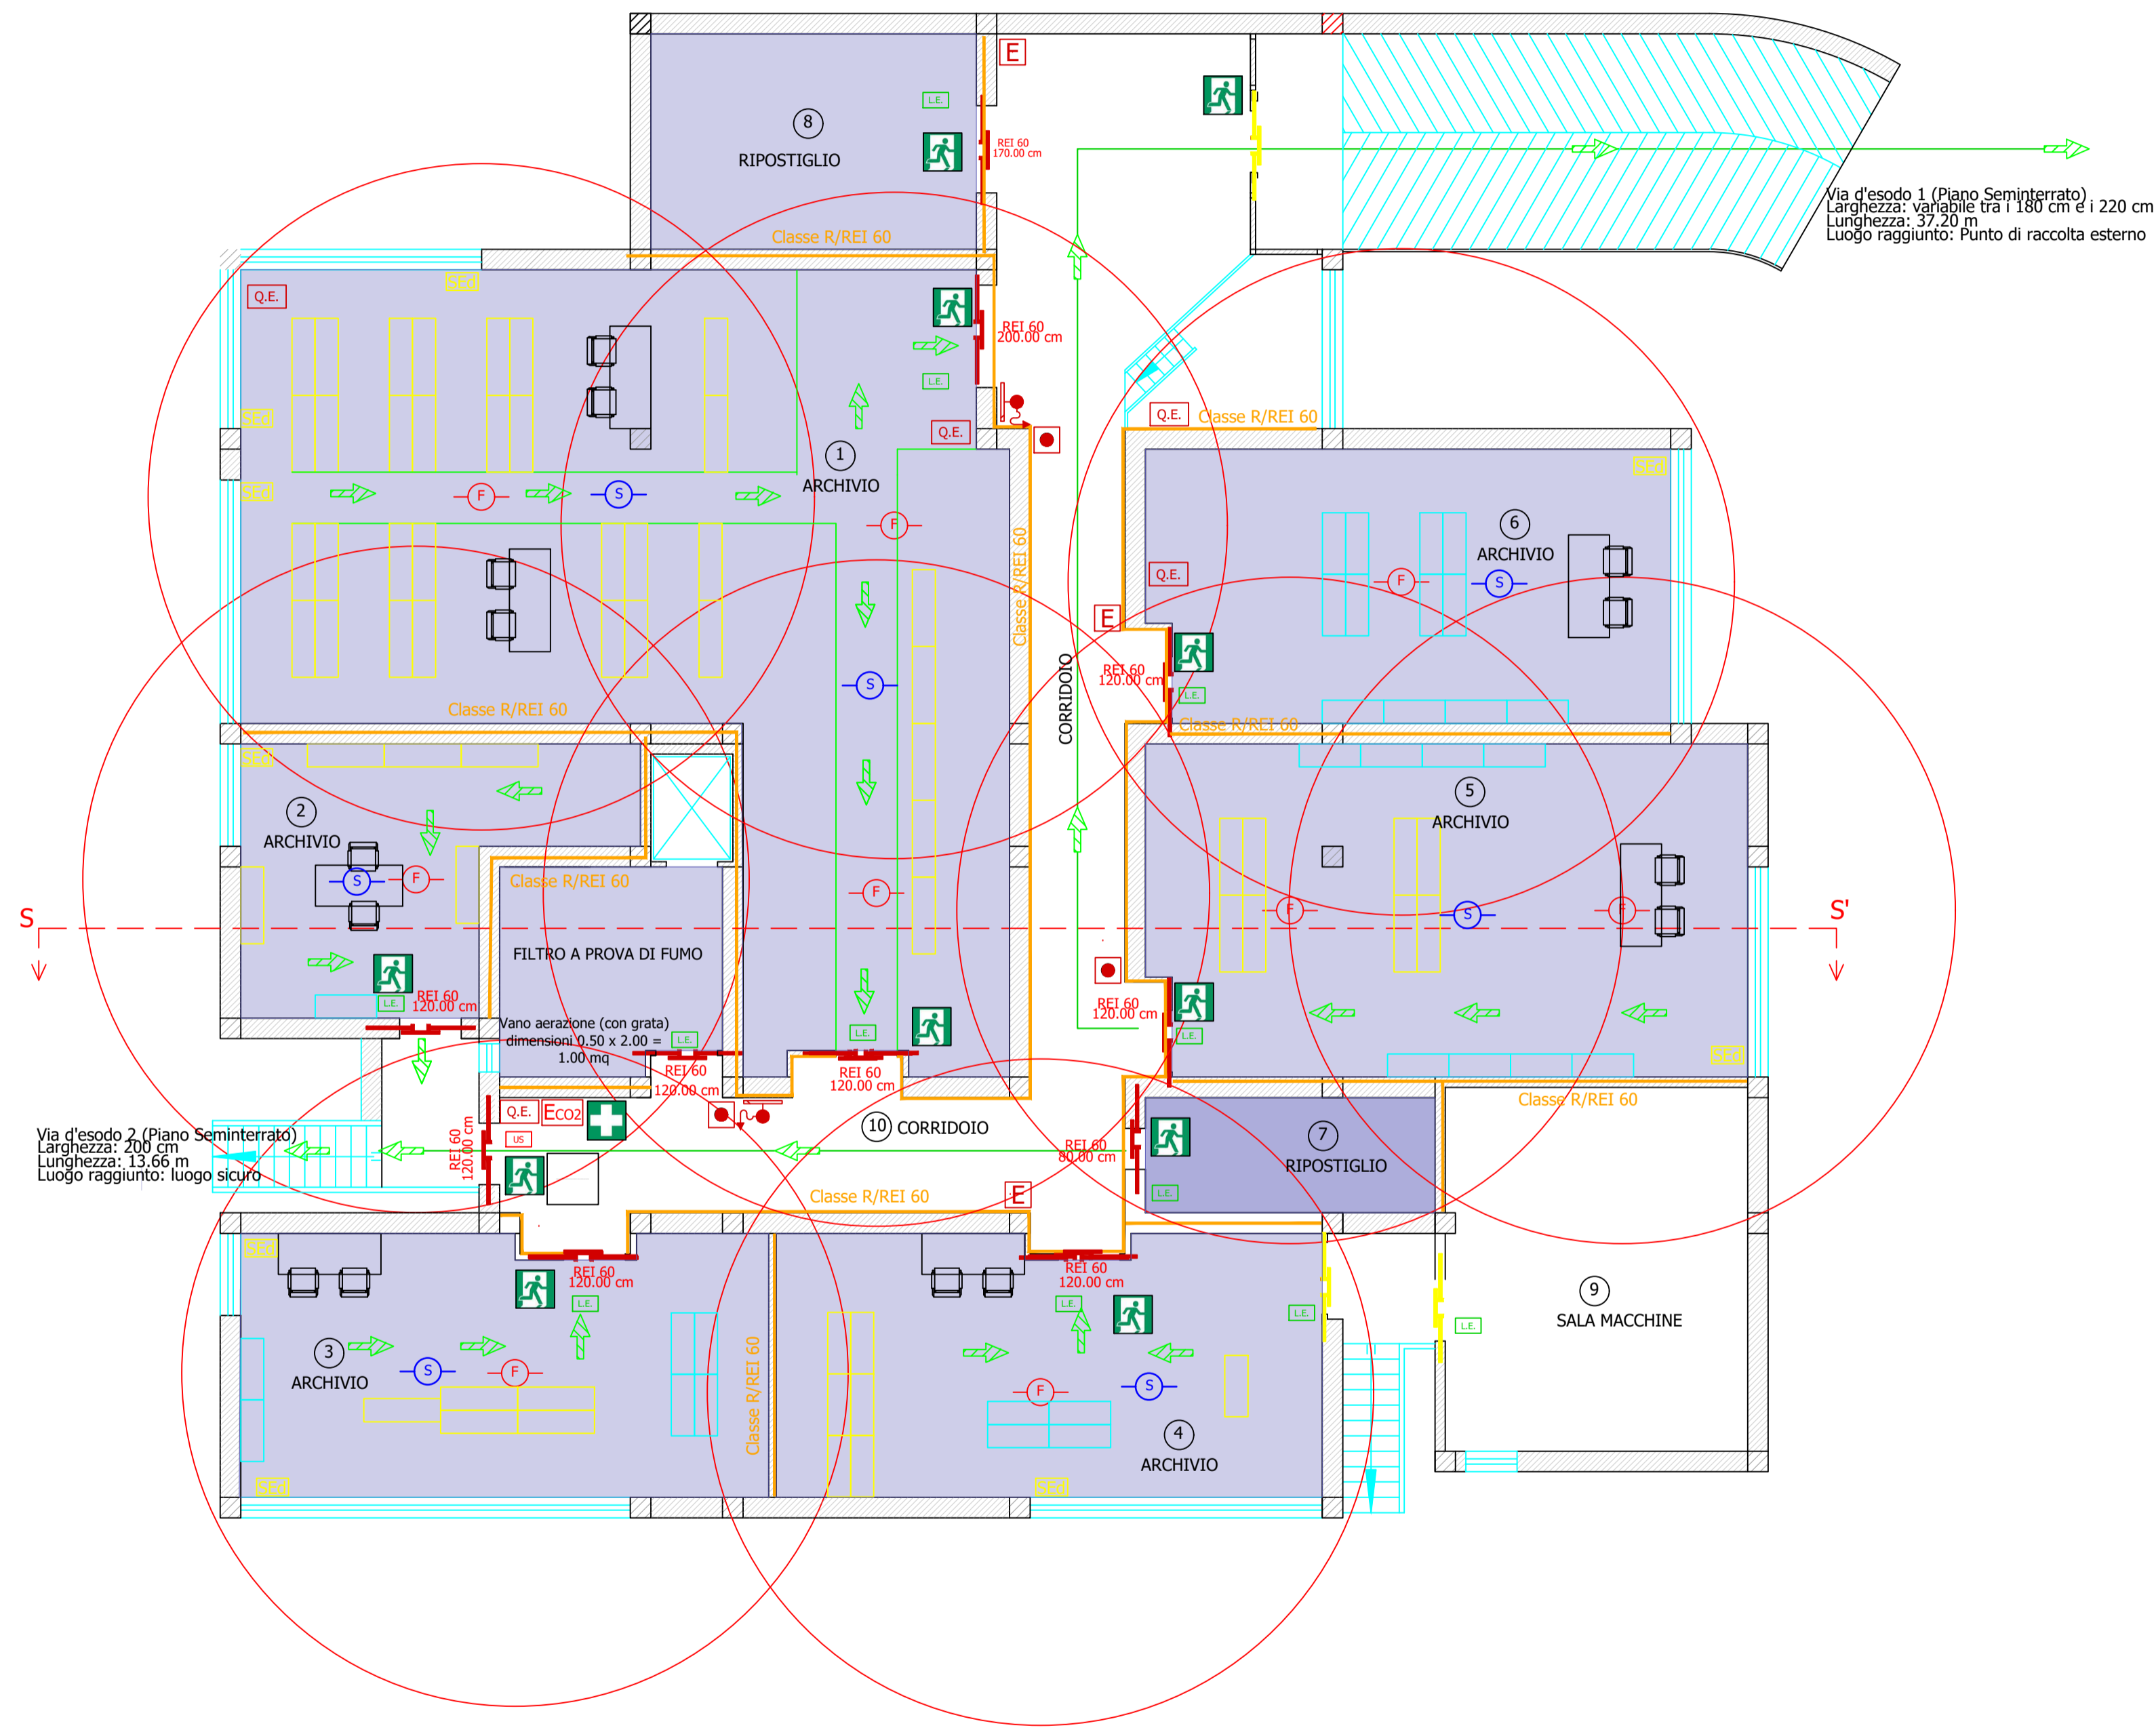 E
L.E.
8
RIPOSTIGLIO
REI 60
170.00 cm
Via d'esodo 1 (Piano Seminterrato)
Larghezza: variabile tra i 180 cm e i 220 cm
Lunghezza: 37.20 m
Luogo raggiunto: Punto di raccolta esterno
Classe R/REI 60
SEd
Q.E.
REI 60
200.00 cm
L.E.
SEd
Q.E.
Q.E.
Classe R/REI 60
1
ARCHIVIO
SEd
SEd
F
S
F
6
ARCHIVIO
Classe R/REI 60
Q.E.
F
S
E
REI 60
120.00 cm
L.E.
S
CORRIDOIO
Classe R/REI 60
Classe R/REI 60
SEd
2
ARCHIVIO
5
ARCHIVIO
S
F
Classe R/REI 60
F
F
S
F
S
S'
FILTRO A PROVA DI FUMO
REI 60
120.00 cm
L.E.
REI 60
120.00 cm
L.E.
Vano aerazione (con grata)
dimensioni 0.50 x 2.00 =
1.00 mq
L.E.
L.E.
SEd
REI 60
120.00 cm
REI 60
120.00 cm
Classe R/REI 60
Q.E.
ECO2
US
10
CORRIDOIO
Via d'esodo 2 (Piano Seminterrato)
Larghezza: 200 cm
Lunghezza: 13.66 m
Luogo raggiunto: luogo sicuro
REI 60
120.00 cm
REI 60
80.00 cm
7
RIPOSTIGLIO
L.E.
Classe R/REI 60
E
SEd
REI 60
120.00 cm
L.E.
REI 60
120.00 cm
L.E.
L.E.
9
SALA MACCHINE
L.E.
3
ARCHIVIO
S
F
Classe R/REI 60
F
S
4
ARCHIVIO
SEd
SEd